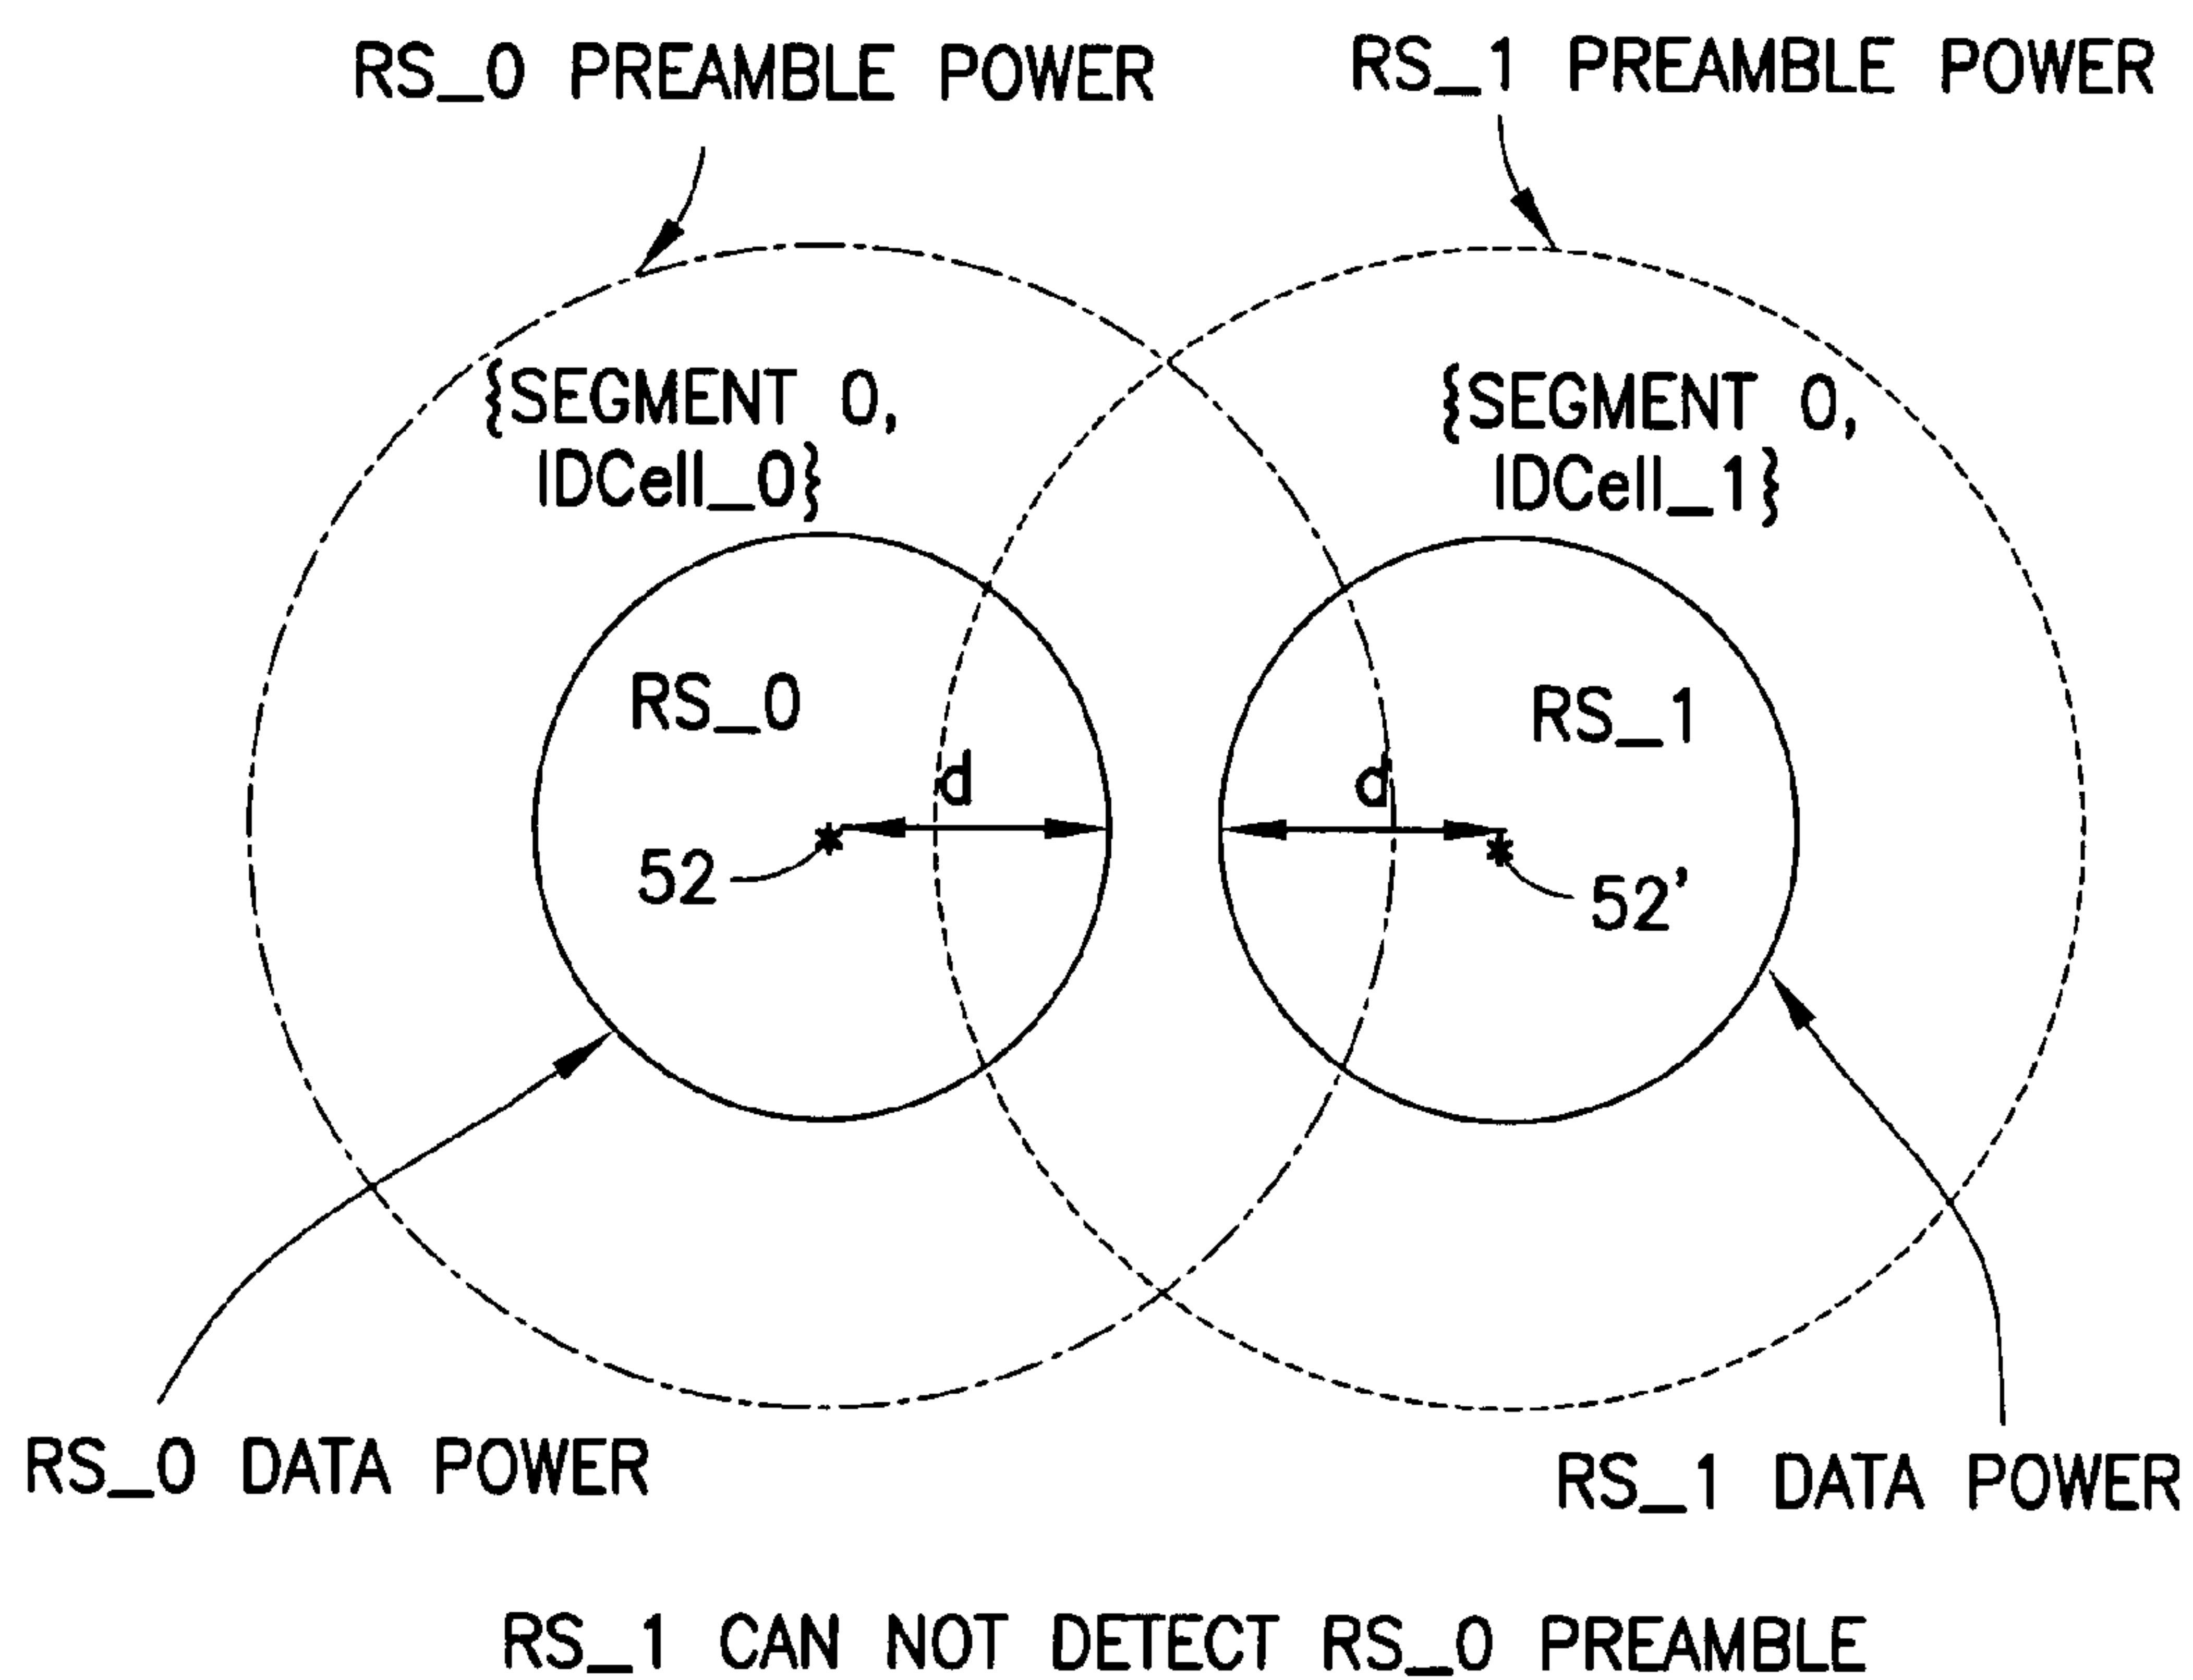 RS_0 PREAMBLE POWER
RS_1 PREAMBLE POWER
{SEGMENT 0,
IDCell_0}
{SEGMENT 0,
IDCell_1}
RS_0
RS_1
d
d
52
52'
RS_0 DATA POWER
RS_1 DATA POWER
RS_1 CAN NOT DETECT RS_0 PREAMBLE